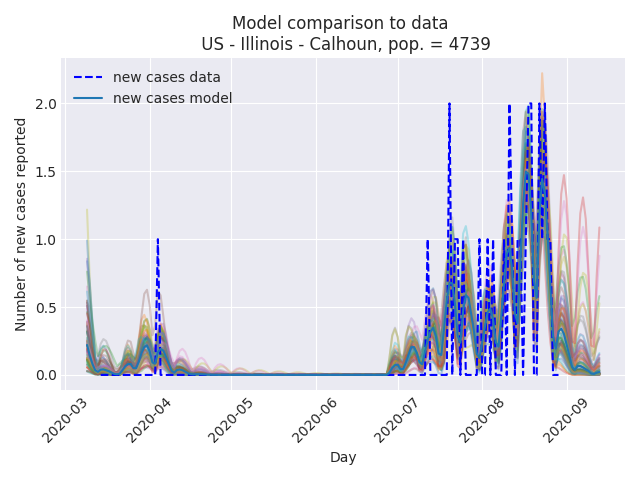 Model comparison to data
US - Illinois - Calhoun, pop. = 4739
new cases data
new cases model
Number of new cases reported
2.0
1.5
1.0
0.5
0.0
2020-03
2020-04
2020-05
2020-06
2020-07
2020-08
2020-09
Day